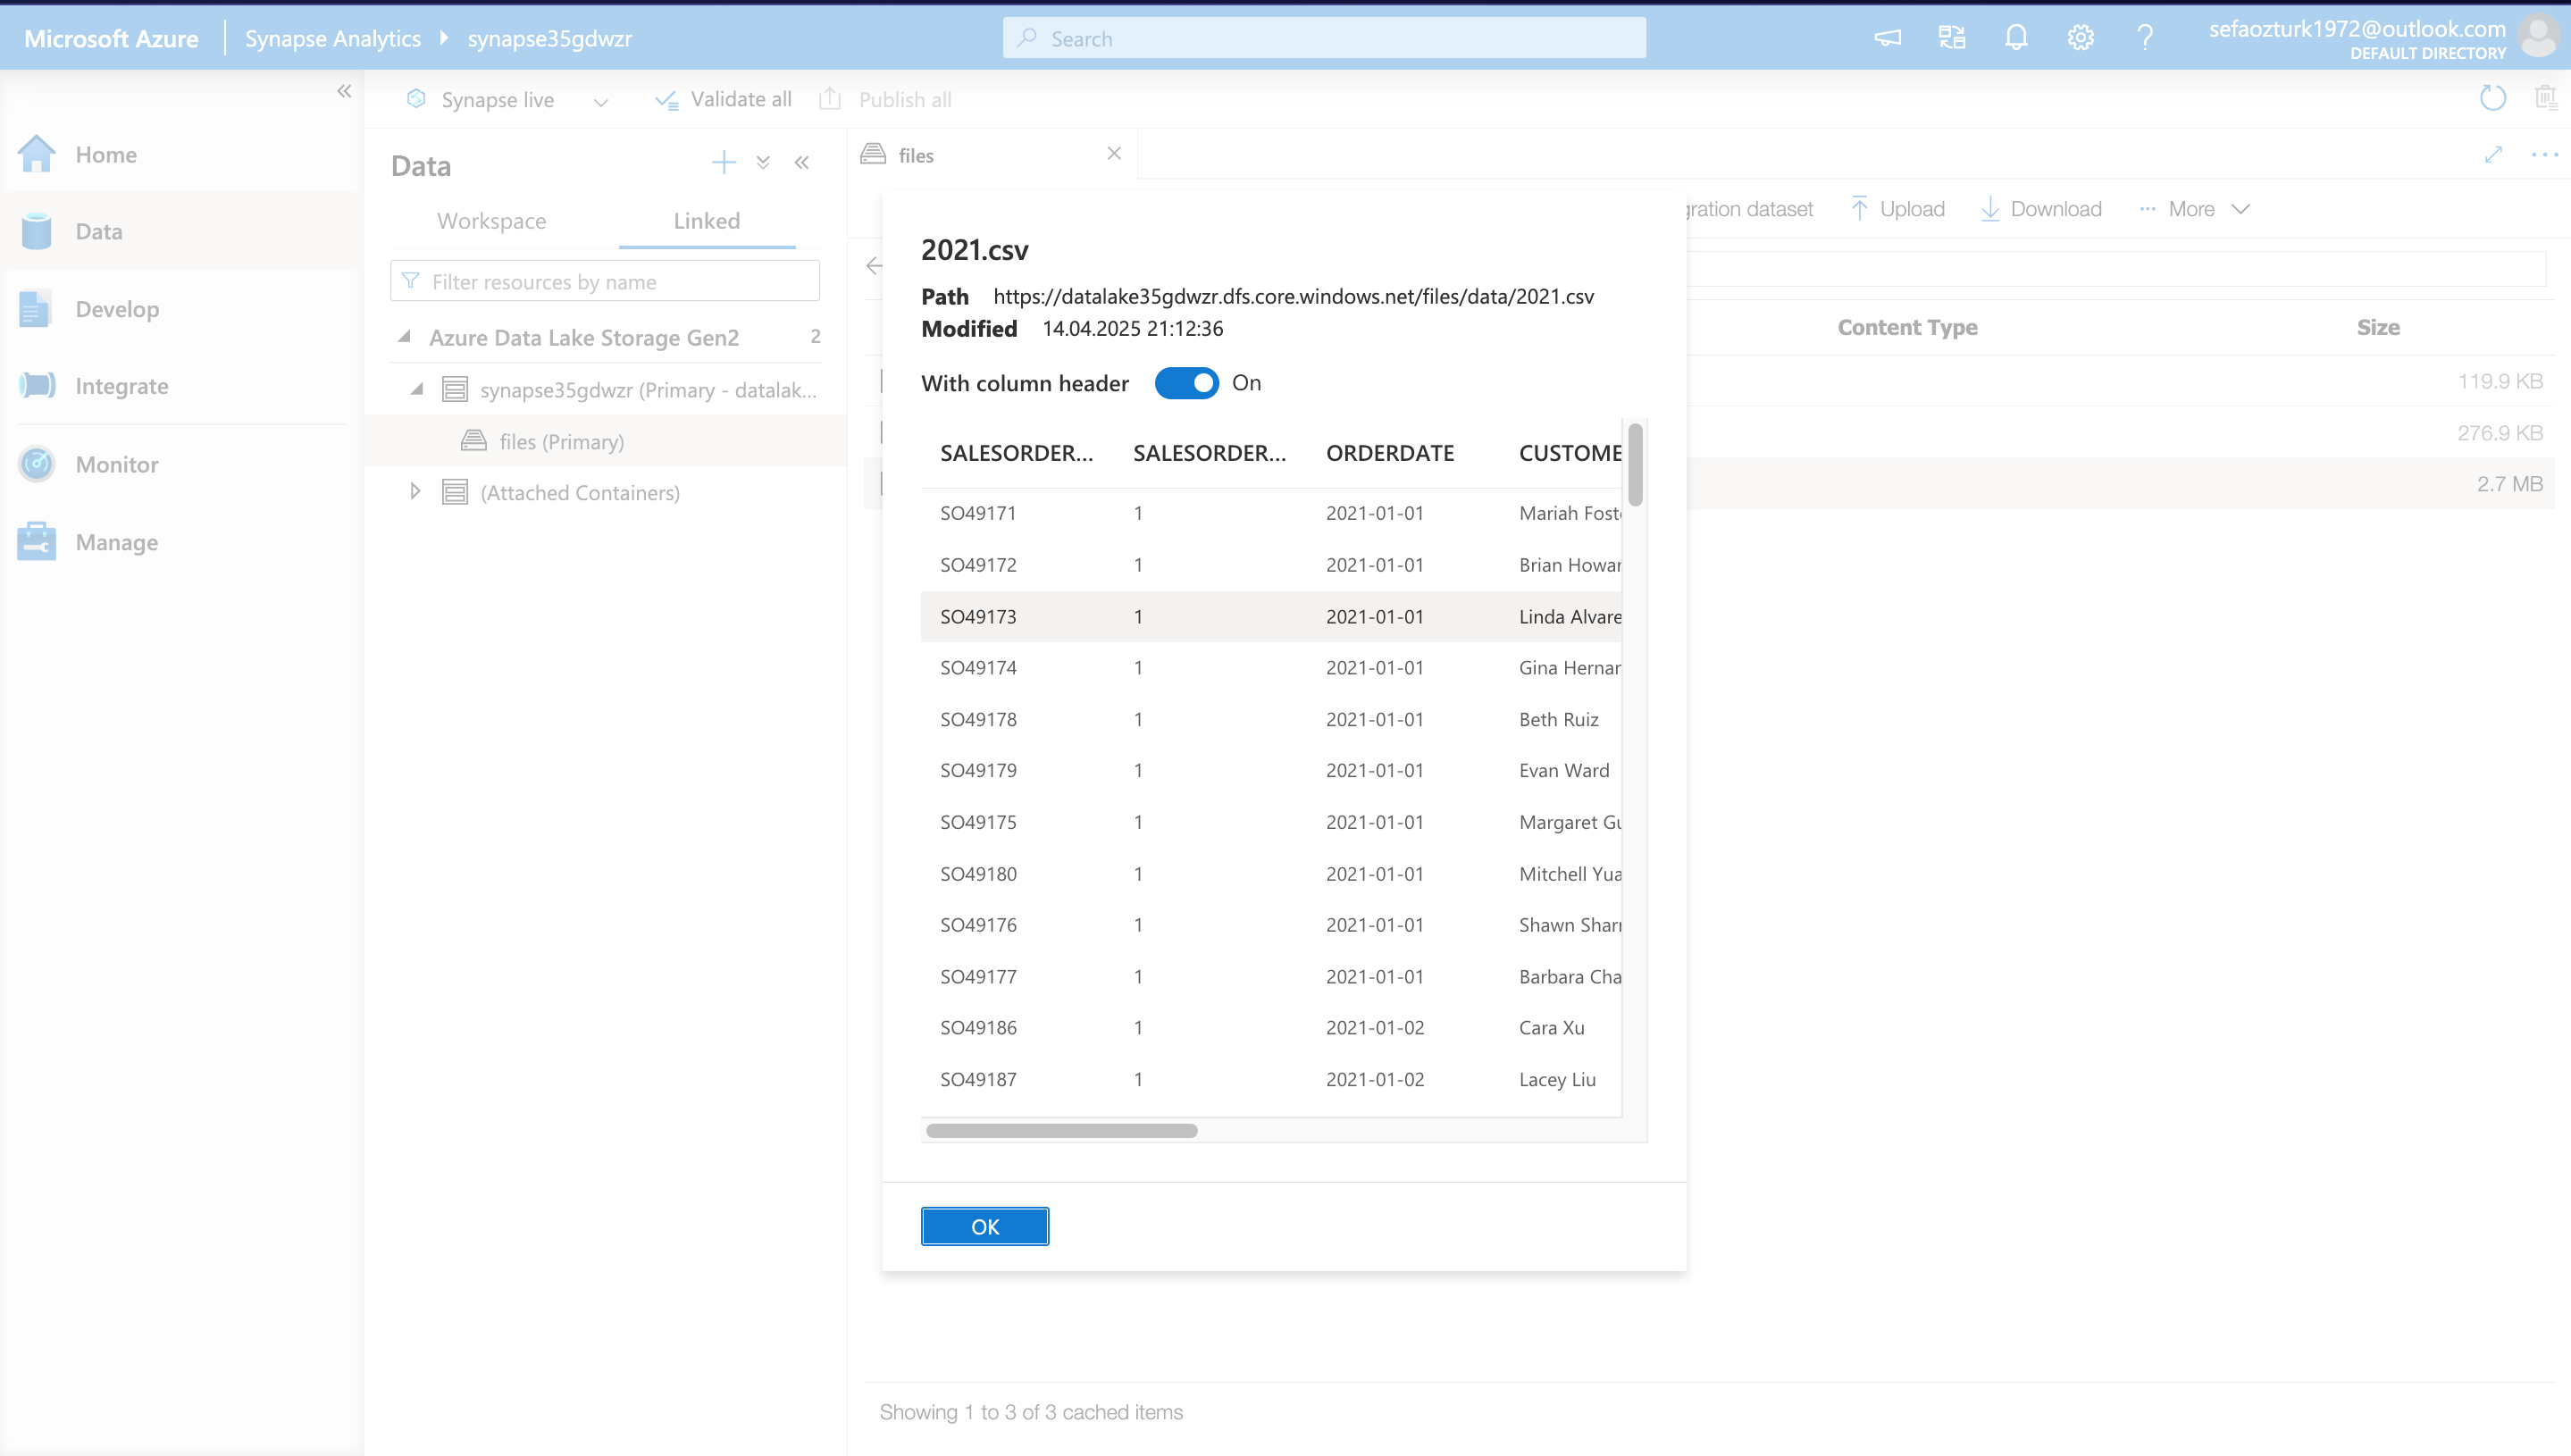 Microsoft Azure
Synapse Analytics
synapse35gdwzr
Search
sefaozturk1972@outlook.com
DEFAULT DIRECTORY
Synapse live
Validate all
Publish all
Home
Data
Develop
Integrate
Monitor
Manage
Data
Workspace
Linked
Filter resources by name
Azure Data Lake Storage Gen2 2
synapse35gdwzr (Primary - datalak...
files (Primary)
(Attached Containers)
files
gration dataset
Upload
Download
More
Content Type Size
119.9 KB
276.9 KB
2.7 MB
2021.csv
Path https://datalake35gdwzr.dfs.core.windows.net/files/data/2021.csv
Modified 14.04.2025 21:12:36
With column header On
SALESORDER... SALESORDER... ORDERDATE CUSTOME
SO49171 1 2021-01-01 Mariah Foste
SO49172 1 2021-01-01 Brian Howar
SO49173 1 2021-01-01 Linda Alvare
SO49174 1 2021-01-01 Gina Hernar
SO49178 1 2021-01-01 Beth Ruiz
SO49179 1 2021-01-01 Evan Ward
SO49175 1 2021-01-01 Margaret Gu
SO49180 1 2021-01-01 Mitchell Yua
SO49176 1 2021-01-01 Shawn Shar
SO49177 1 2021-01-01 Barbara Cha
SO49186 1 2021-01-02 Cara Xu
SO49187 1 2021-01-02 Lacey Liu
OK
Showing 1 to 3 of 3 cached items